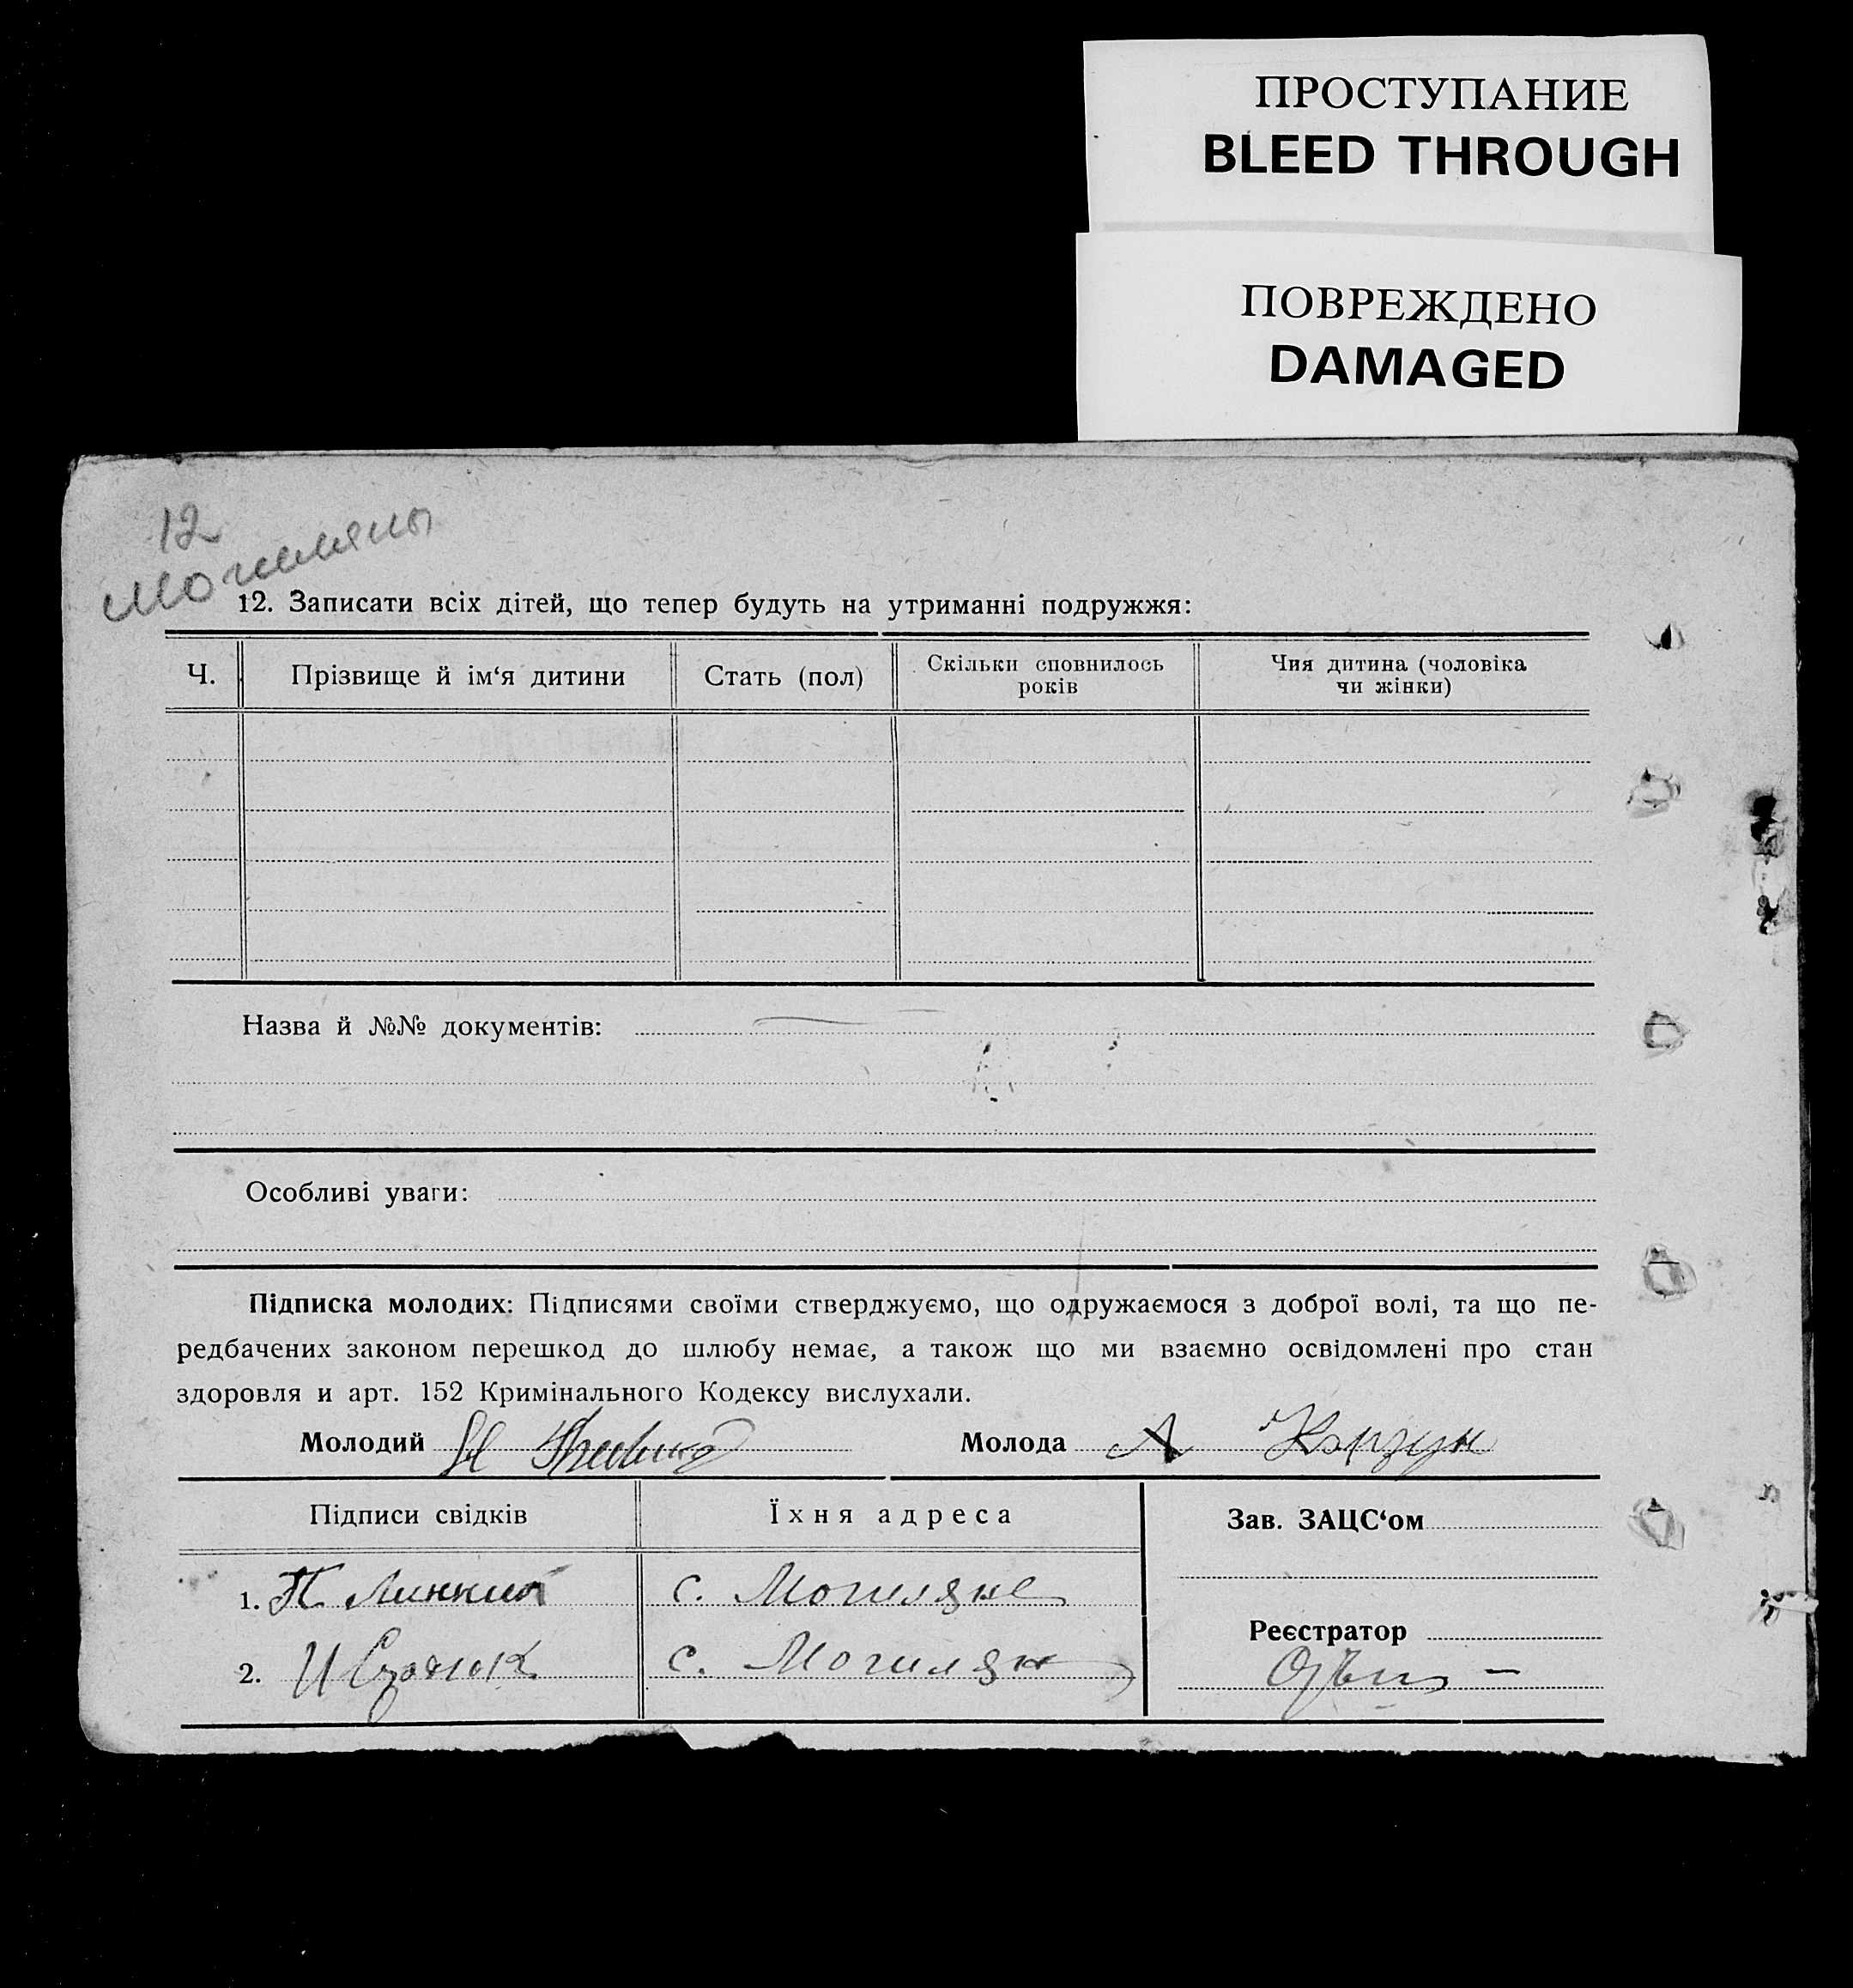 ПРОСТУПАНИЕ
BLEED THROUGH
ПОВРЕЖДЕНО
DAMAGED
12
Могиляны
12. Записати всіх дітей, що тепер будуть на утриманні подружжя:
Ч. Прізвище й ім‘я дитини Стать (пол) Скільки сповнилось років Чия дитина (чоловіка чи жінки)
Назва й №№ документів:
Особливі уваги:
Підписка молодих: Підписями своїми стверджуємо, що одружаємося з доброї волі, та що пе-
редбачених законом перешкод до шлюбу немає, а також що ми взаємно освідомлені про стан
здоровля и арт. 152 Кримінального Кодексу вислухали.
Молодий Молода А Корзун
Підписи свідків Їхня адреса Зав. ЗАЦС‘ом
1. П. с. Могиляне
Реєстратор
2. И с. Могилян